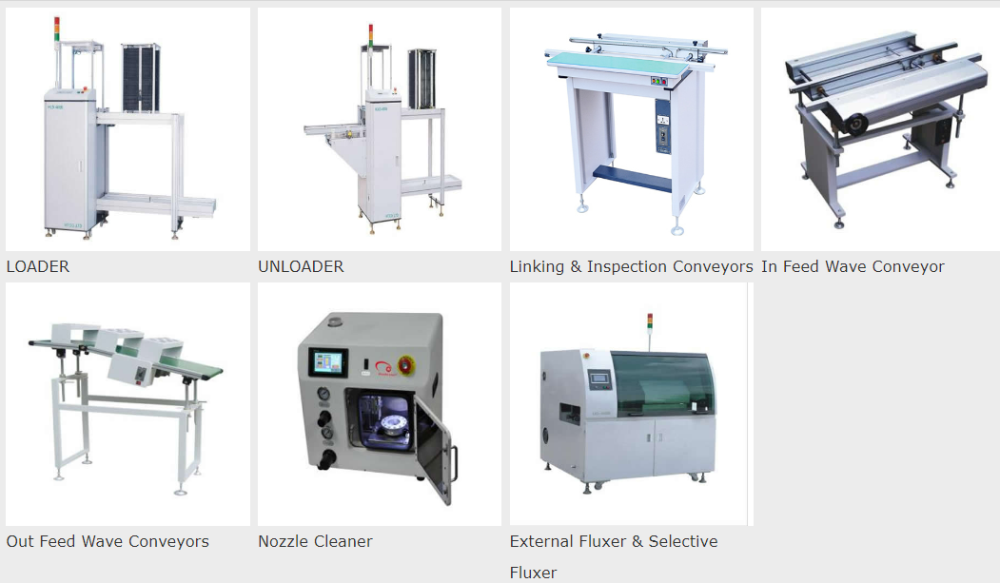 LOADER
UNLOADER
Linking & Inspection Conveyors
In Feed Wave Conveyor
Out Feed Wave Conveyors
Nozzle Cleaner
External Fluxer & Selective
Fluxer